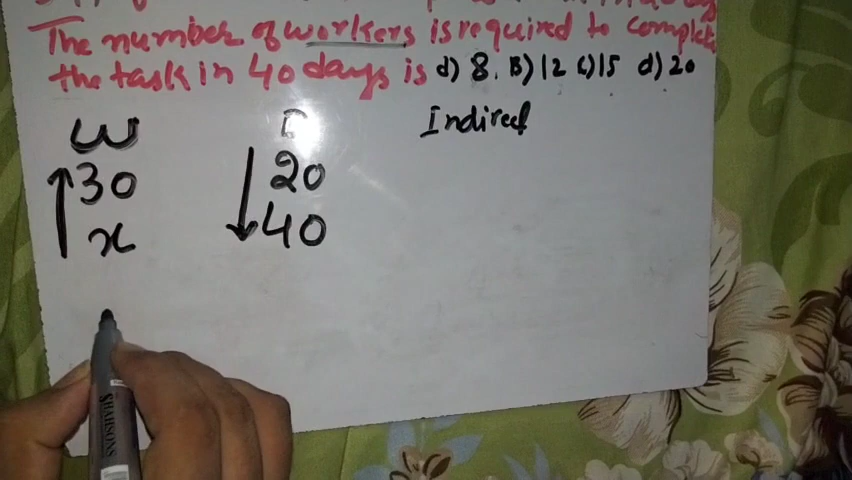 The number of workers is required to complete
the task in 40 days is d) 8. B) 12 C) 15 d) 20
W D Indirect
30 20
x 40
SHAHSONS